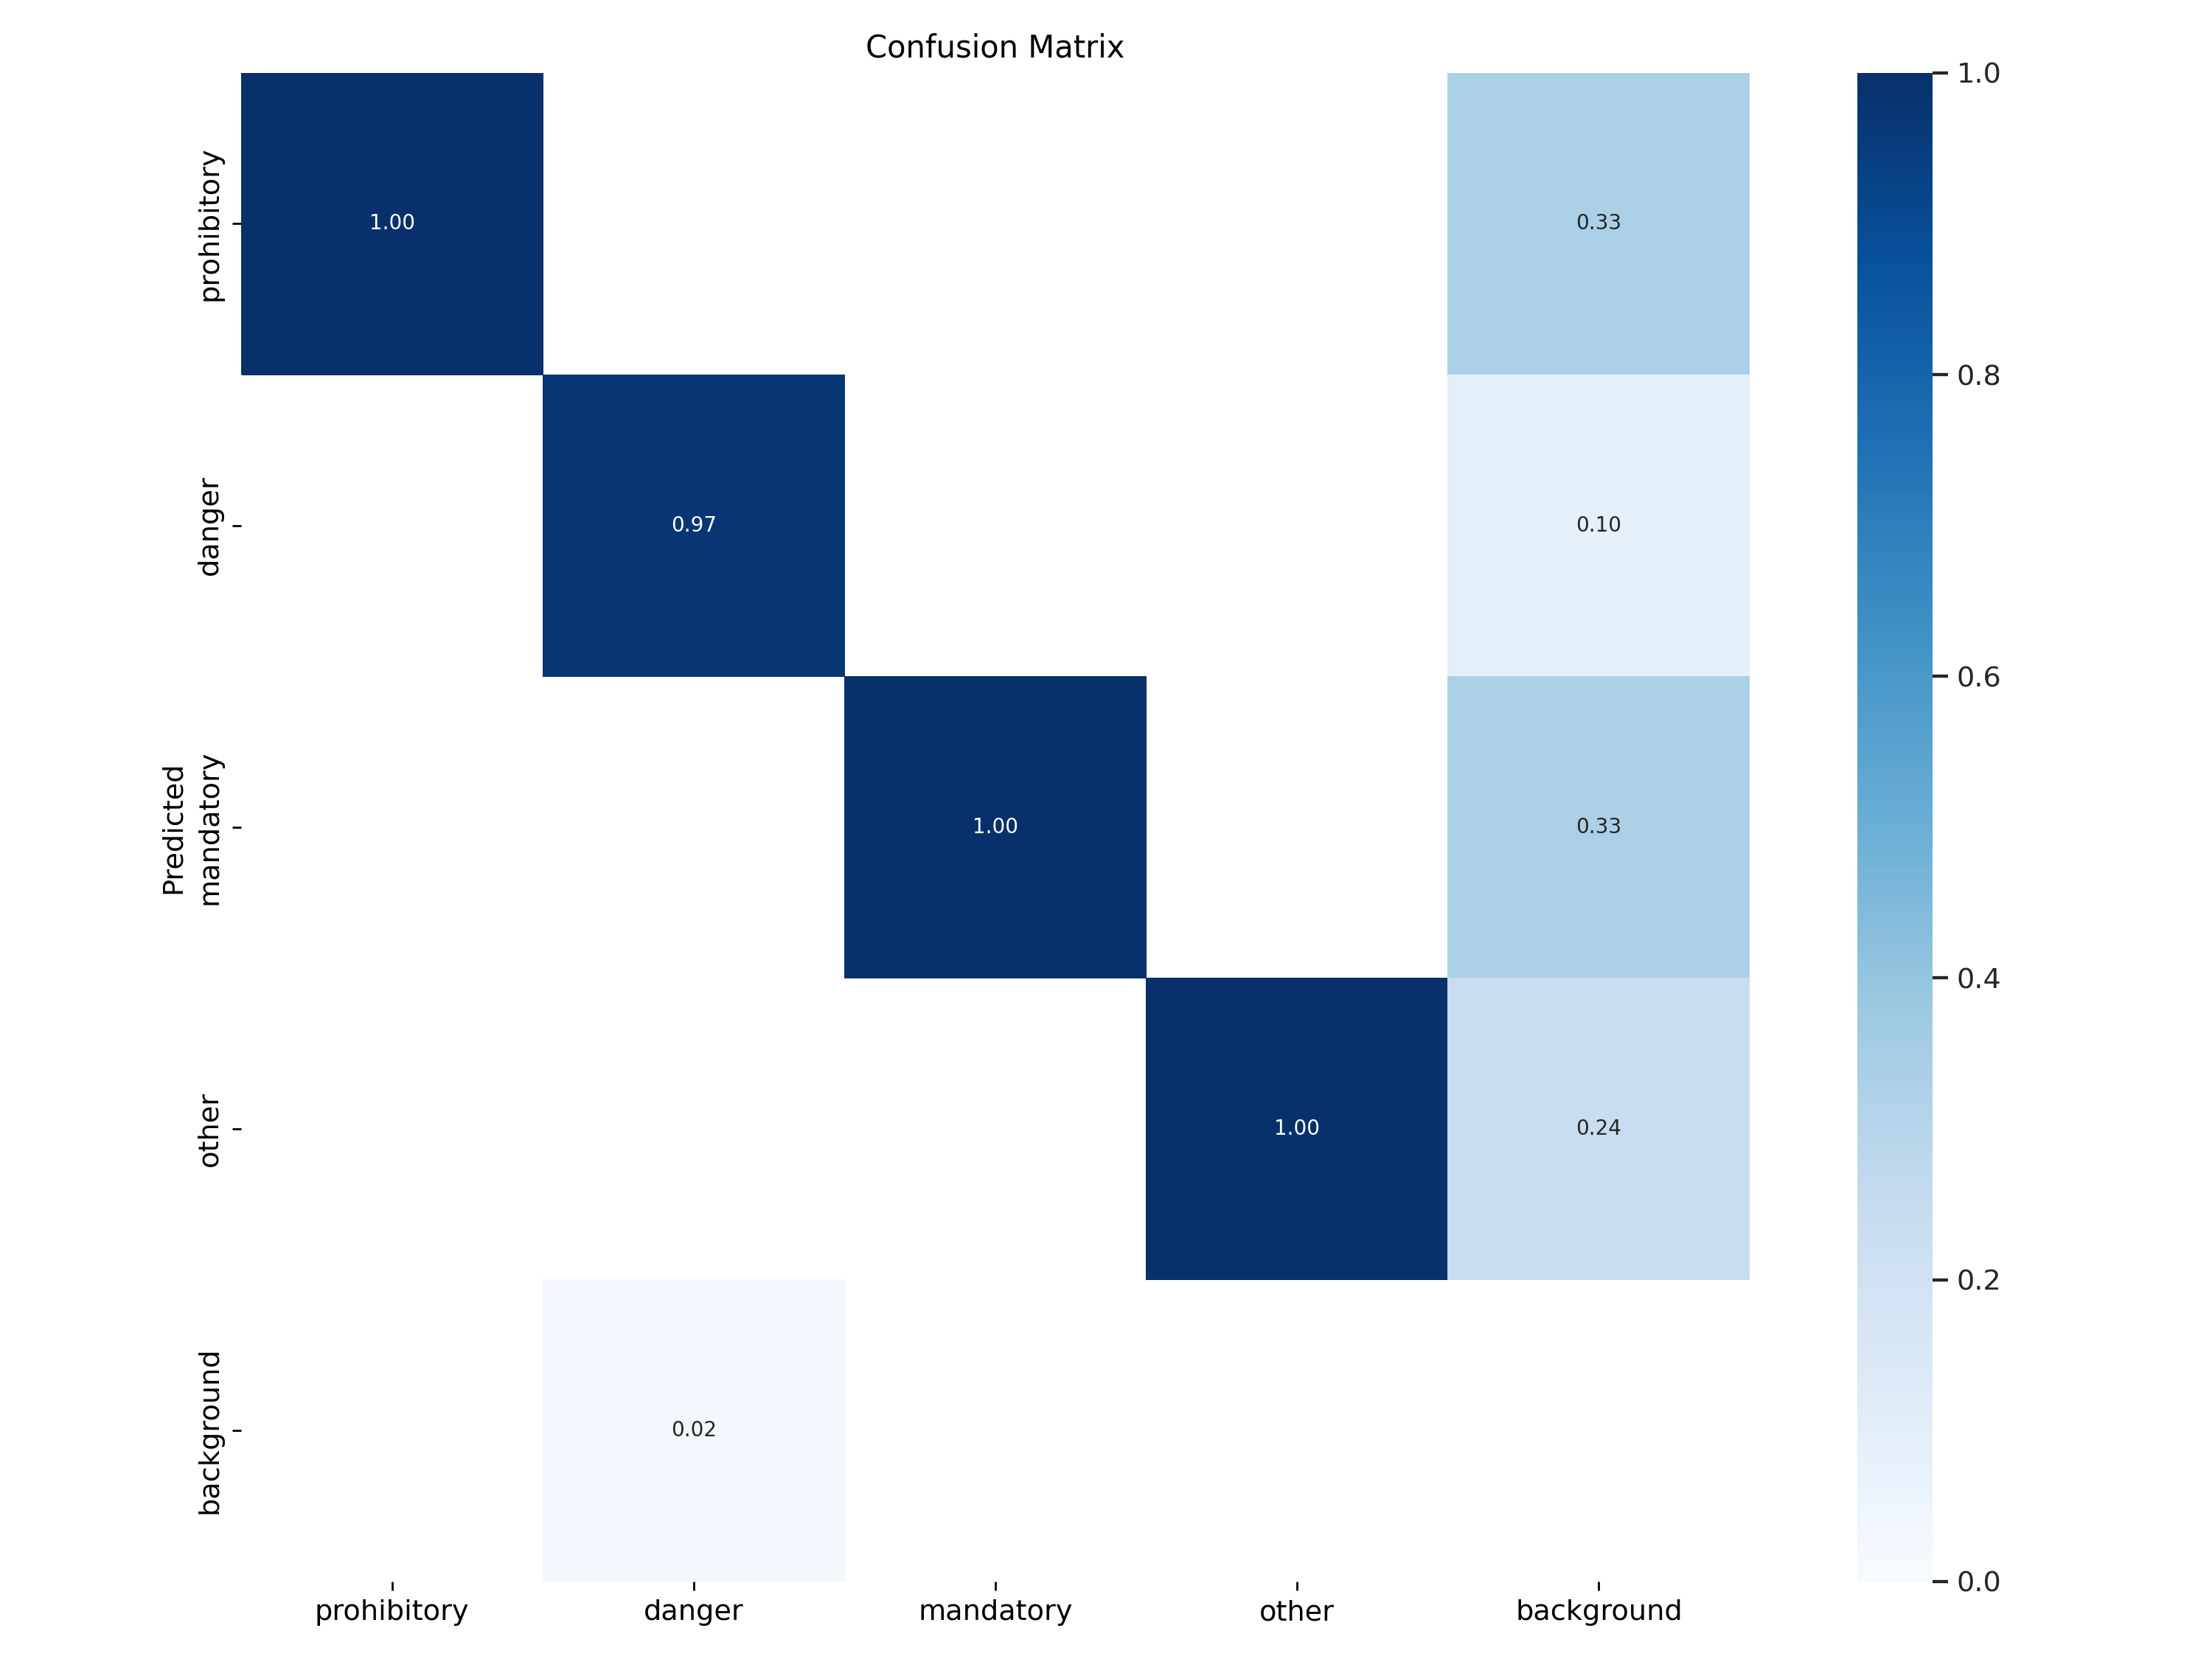 Confusion Matrix
prohibitory
1.00
0.33
danger
0.97
0.10
Predicted
mandatory
1.00
0.33
other
1.00
0.24
background
0.02
prohibitory
danger
mandatory
other
background
1.0
0.8
0.6
0.4
0.2
0.0